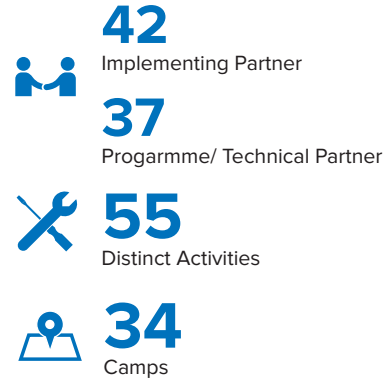 42
Implementing Partner
37
Progarmme/ Technical Partner
55
Distinct Activities
34
Camps